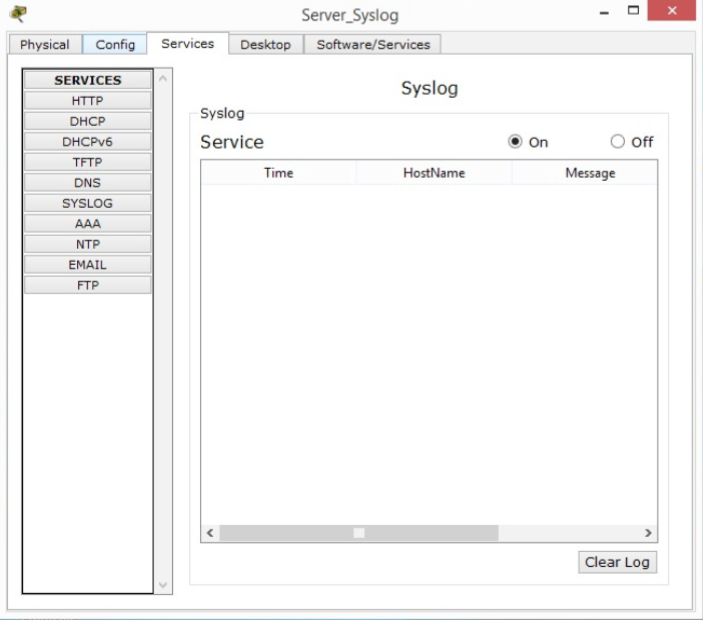 Server_Syslog
Physical Config Services Desktop Software/Services
SERVICES
HTTP
DHCP
DHCPv6
TFTP
DNS
SYSLOG
AAA
NTP
EMAIL
FTP
Syslog
Syslog
Service On Off
Time HostName Message
Clear Log